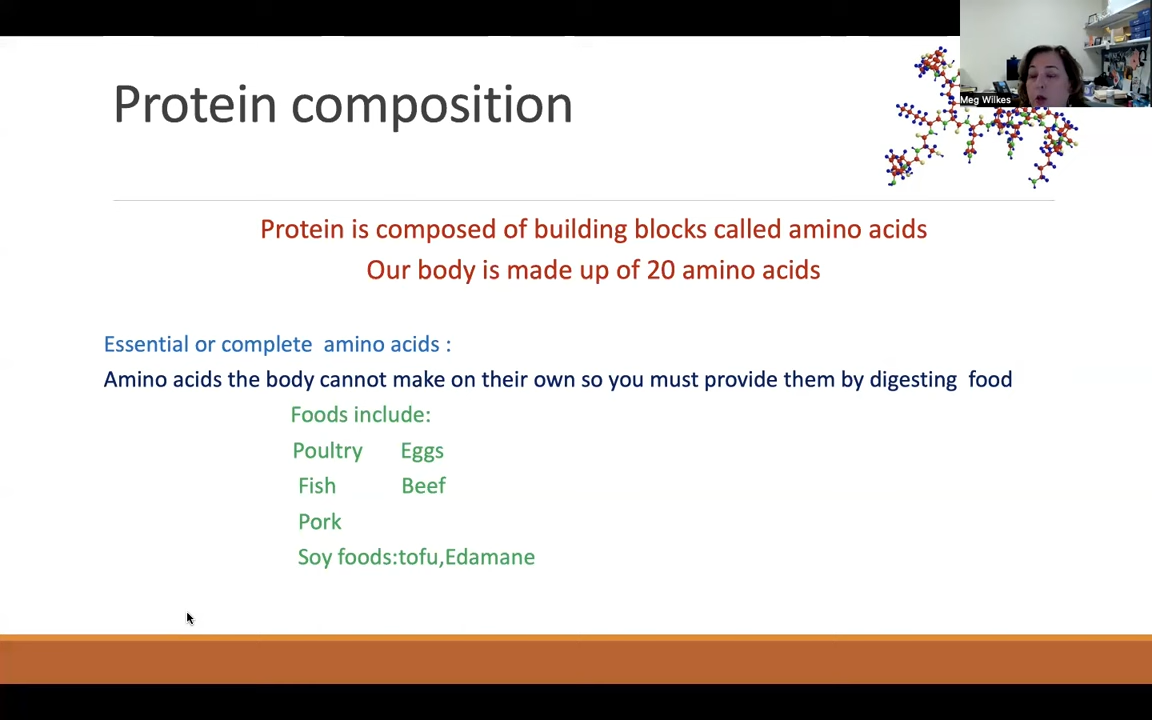 Protein composition
Meg Wilkes
Protein is composed of building blocks called amino acids
Our body is made up of 20 amino acids
Essential or complete  amino acids :
Amino acids the body cannot make on their own so you must provide them by digesting  food
Foods include:
Poultry Eggs
Fish Beef
Pork
Soy foods:tofu,Edamane